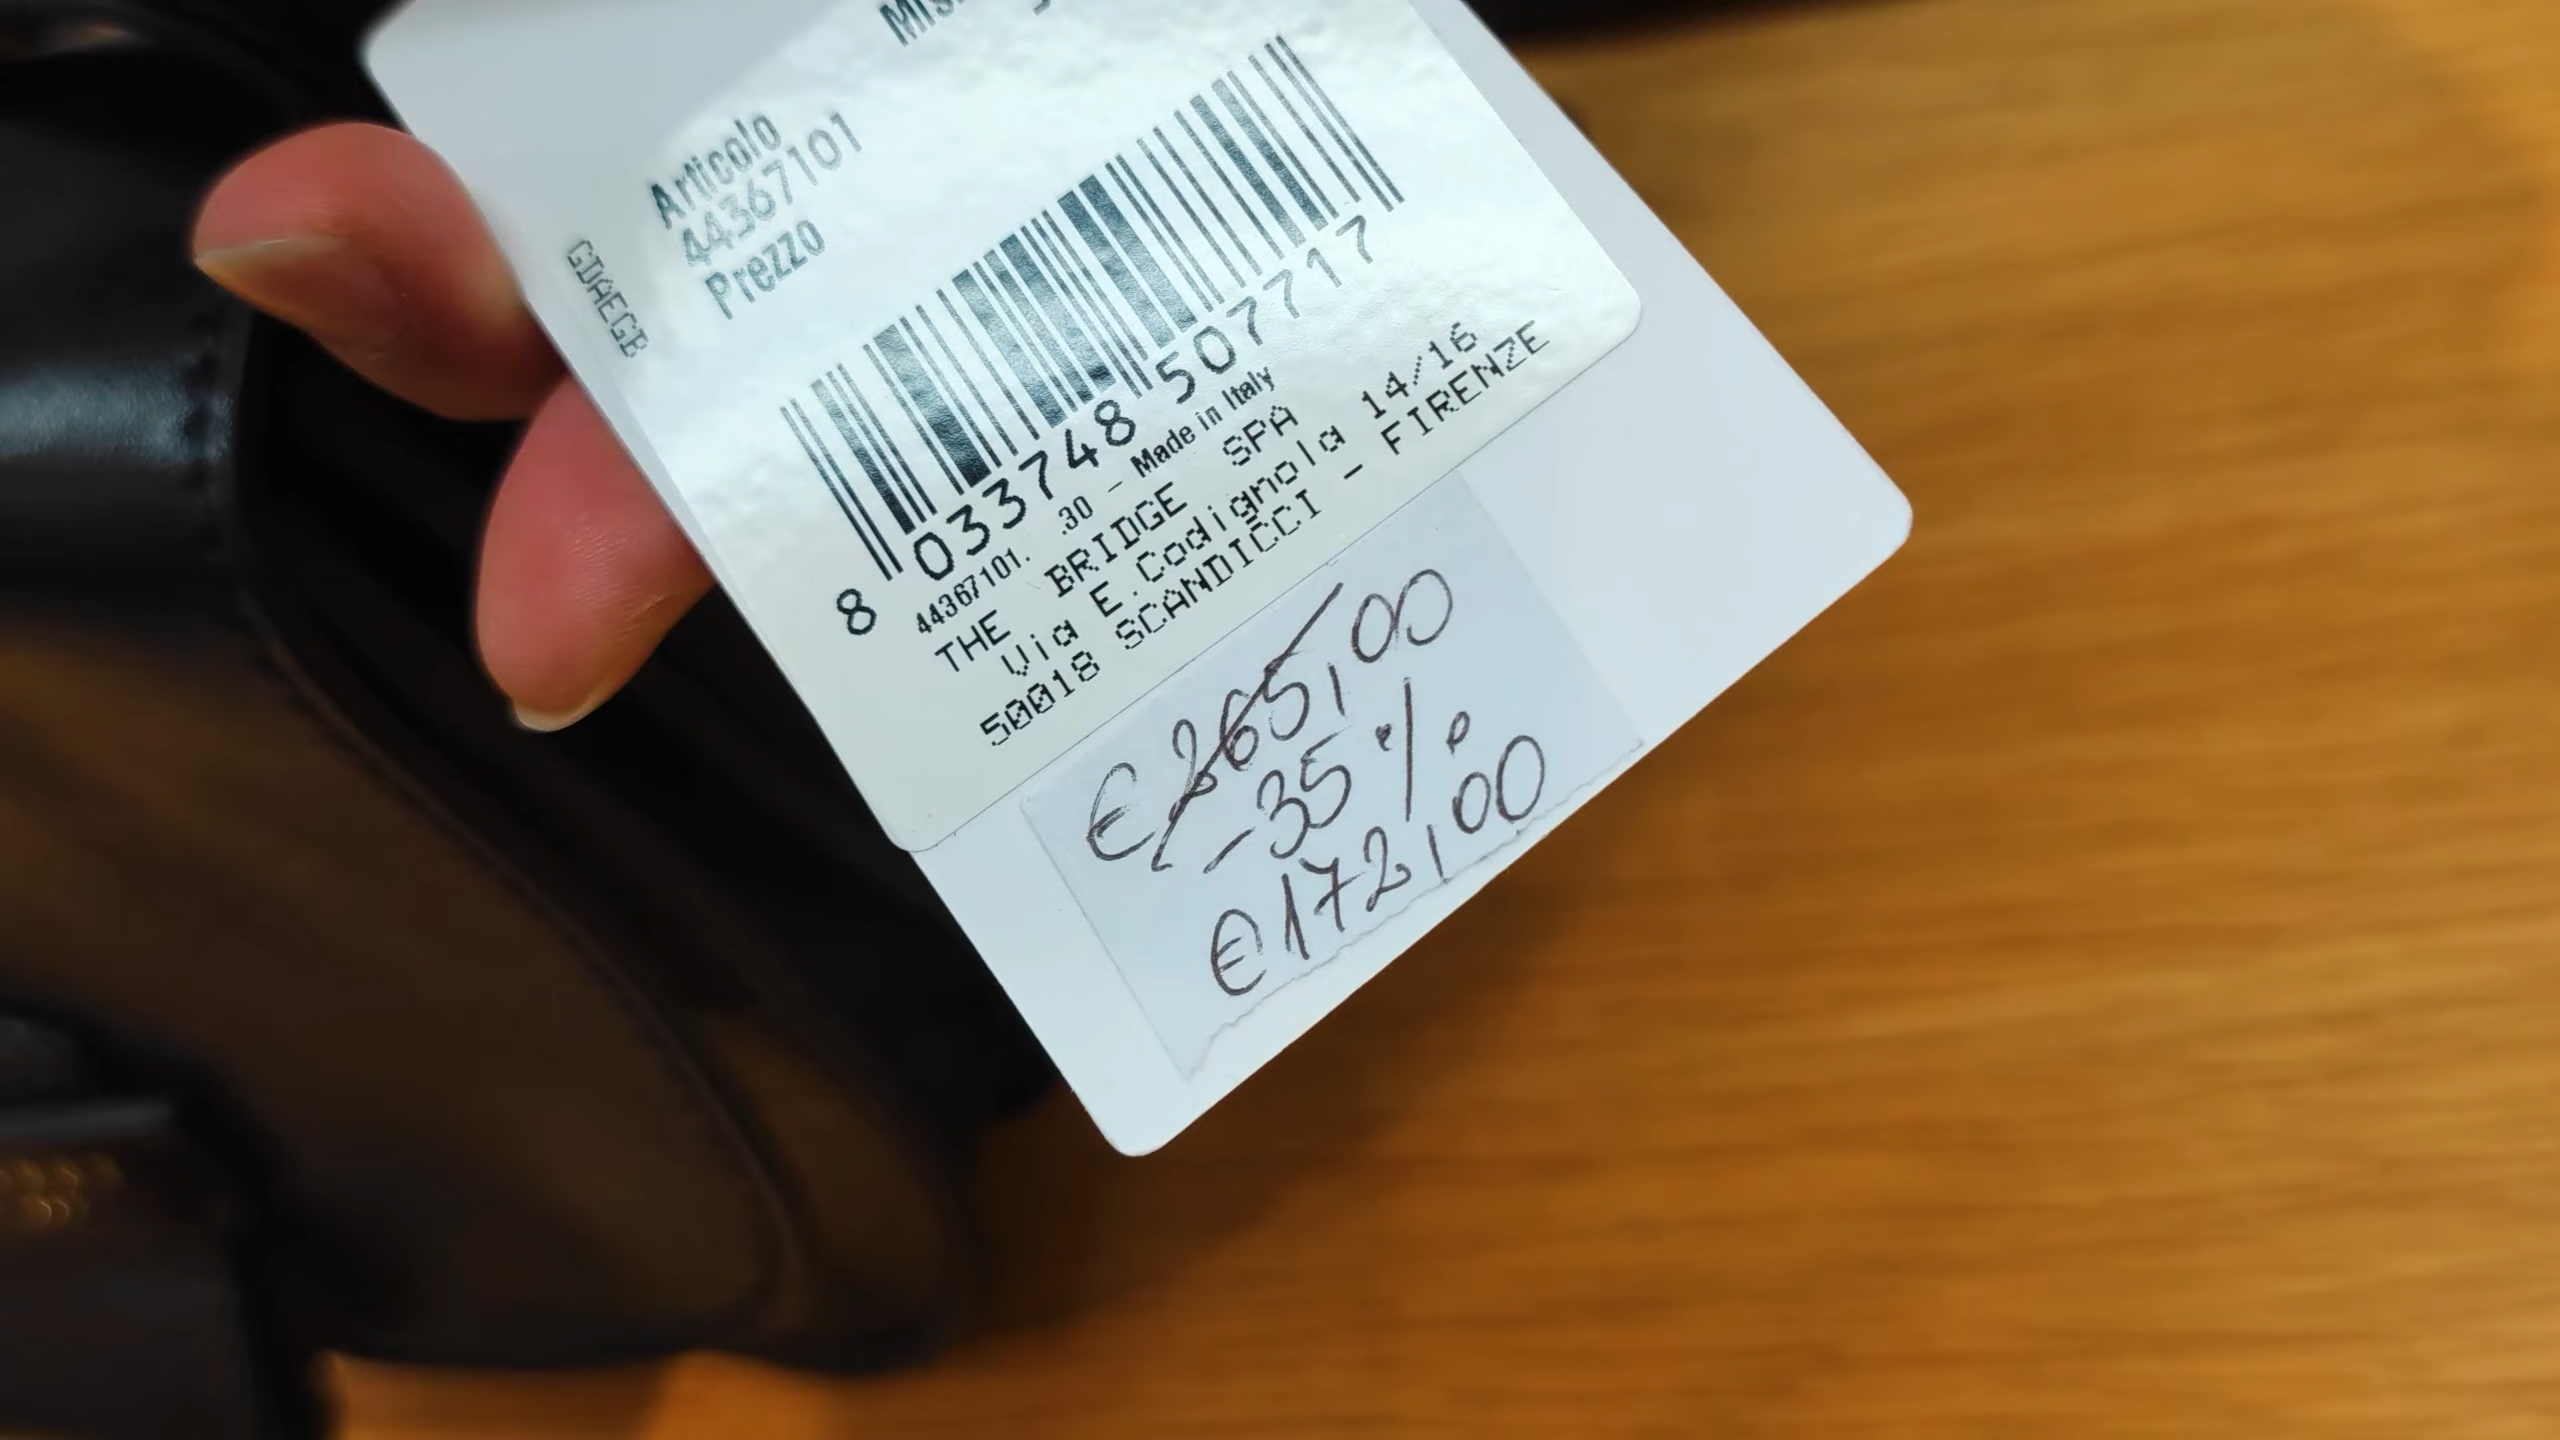 Articolo
44367101
Prezzo
GDAEGB
8 033748 507717
44367101. .30 - Made in Italy
THE BRIDGE SPA
Via E.Codignola 14/16
50018 SCANDICCI - FIRENZE
€ 265,00
-35%
€172,00